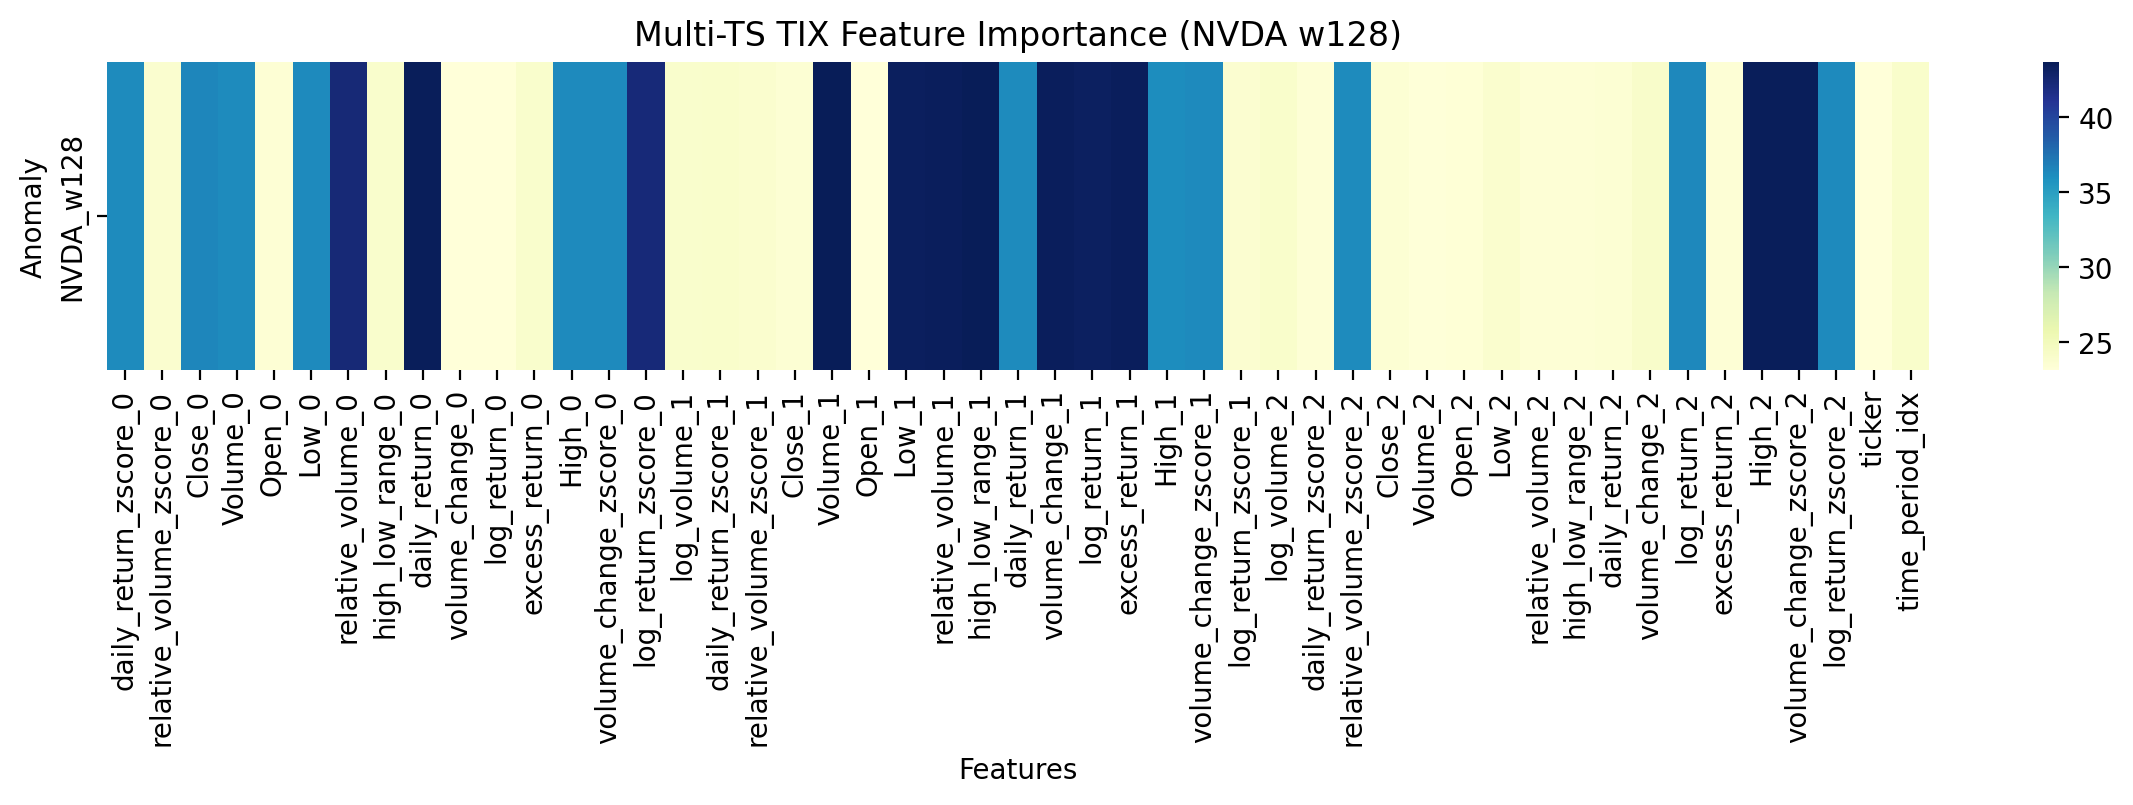 Multi-TS TIX Feature Importance (NVDA w128)
Anomaly
NVDA_w128
40
35
30
25
daily_return_zscore_0
relative_volume_zscore_0
Close_0
Volume_0
Open_0
Low_0
relative_volume_0
high_low_range_0
daily_return_0
volume_change_0
log_return_0
excess_return_0
High_0
volume_change_zscore_0
log_return_zscore_0
log_volume_1
daily_return_zscore_1
relative_volume_zscore_1
Close_1
Volume_1
Open_1
Low_1
relative_volume_1
high_low_range_1
daily_return_1
volume_change_1
log_return_1
excess_return_1
High_1
volume_change_zscore_1
log_return_zscore_1
log_volume_2
daily_return_zscore_2
relative_volume_zscore_2
Close_2
Volume_2
Open_2
Low_2
relative_volume_2
high_low_range_2
daily_return_2
volume_change_2
log_return_2
excess_return_2
High_2
volume_change_zscore_2
log_return_zscore_2
ticker
time_period_idx
Features